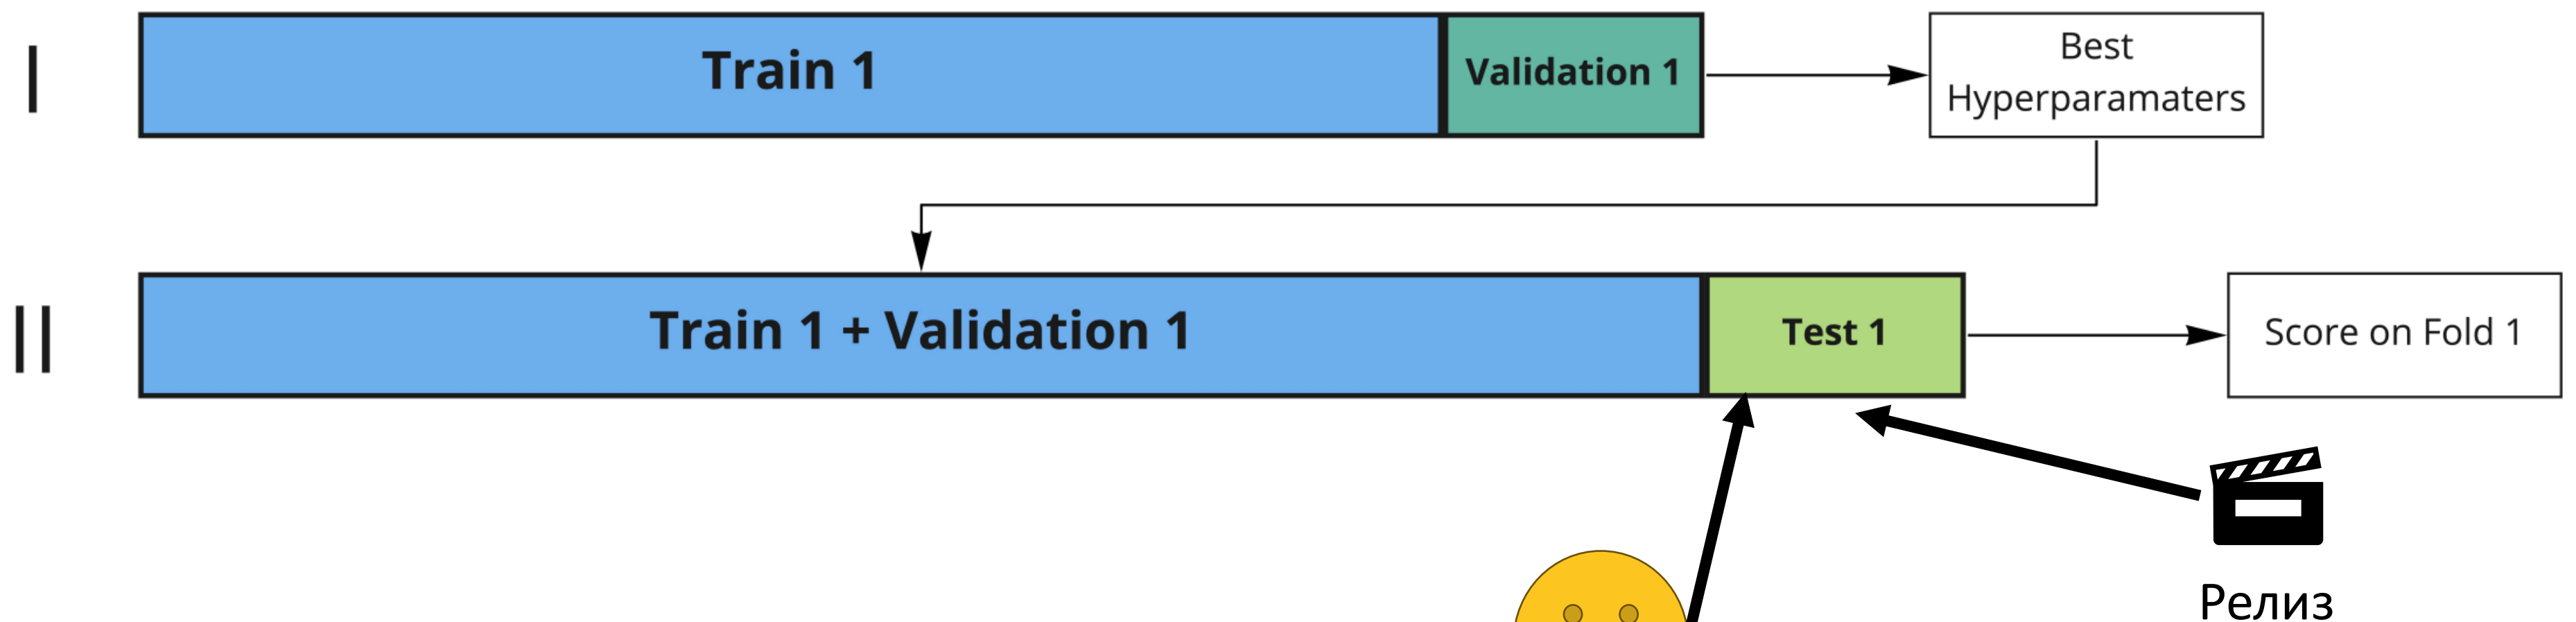 I
Train 1
Validation 1
Best
Hyperparamaters
II
Train 1 + Validation 1
Test 1
Score on Fold 1
Релиз